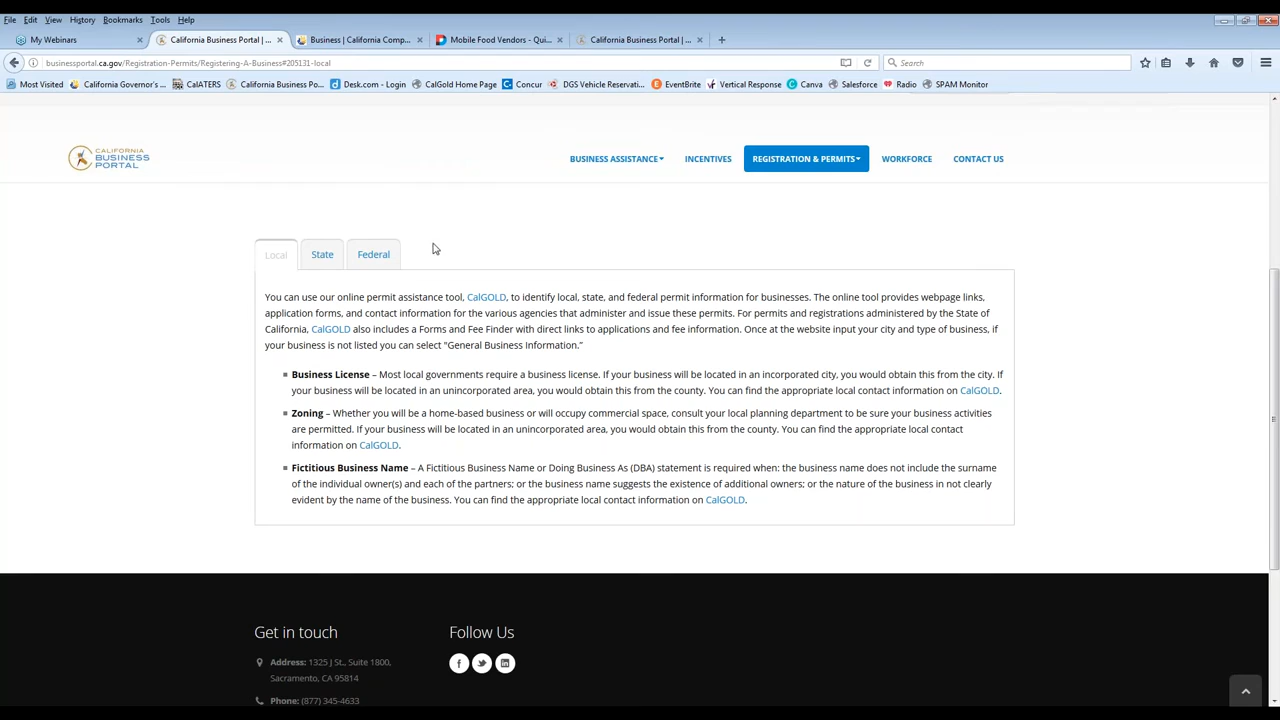 File Edit View History Bookmarks Tools Help
My Webinars
California Business Portal | ...
Business | California Comp...
Mobile Food Vendors - Qui...
California Business Portal | ...
businessportal.ca.gov/Registration-Permits/Registering-A-Business#205131-local
Search
Most Visited California Governor's ... CalATERS California Business Po... Desk.com - Login CalGold Home Page Concur DGS Vehicle Reservati... EventBrite Vertical Response Canva Salesforce Radio SPAM Monitor
CALIFORNIA
BUSINESS
PORTAL
BUSINESS ASSISTANCE INCENTIVES REGISTRATION & PERMITS WORKFORCE CONTACT US
Local State Federal
You can use our online permit assistance tool, CalGOLD, to identify local, state, and federal permit information for businesses. The online tool provides webpage links,
application forms, and contact information for the various agencies that administer and issue these permits. For permits and registrations administered by the State of
California, CalGOLD also includes a Forms and Fee Finder with direct links to applications and fee information. Once at the website input your city and type of business, if
your business is not listed you can select "General Business Information."
Business License – Most local governments require a business license. If your business will be located in an incorporated city, you would obtain this from the city. If
your business will be located in an unincorporated area, you would obtain this from the county. You can find the appropriate local contact information on CalGOLD.
Zoning – Whether you will be a home-based business or will occupy commercial space, consult your local planning department to be sure your business activities
are permitted. If your business will be located in an unincorporated area, you would obtain this from the county. You can find the appropriate local contact
information on CalGOLD.
Fictitious Business Name – A Fictitious Business Name or Doing Business As (DBA) statement is required when: the business name does not include the surname
of the individual owner(s) and each of the partners; or the business name suggests the existence of additional owners; or the nature of the business in not clearly
evident by the name of the business. You can find the appropriate local contact information on CalGOLD.
Get in touch
Follow Us
Address: 1325 J St., Suite 1800,
Sacramento, CA 95814
Phone: (877) 345-4633